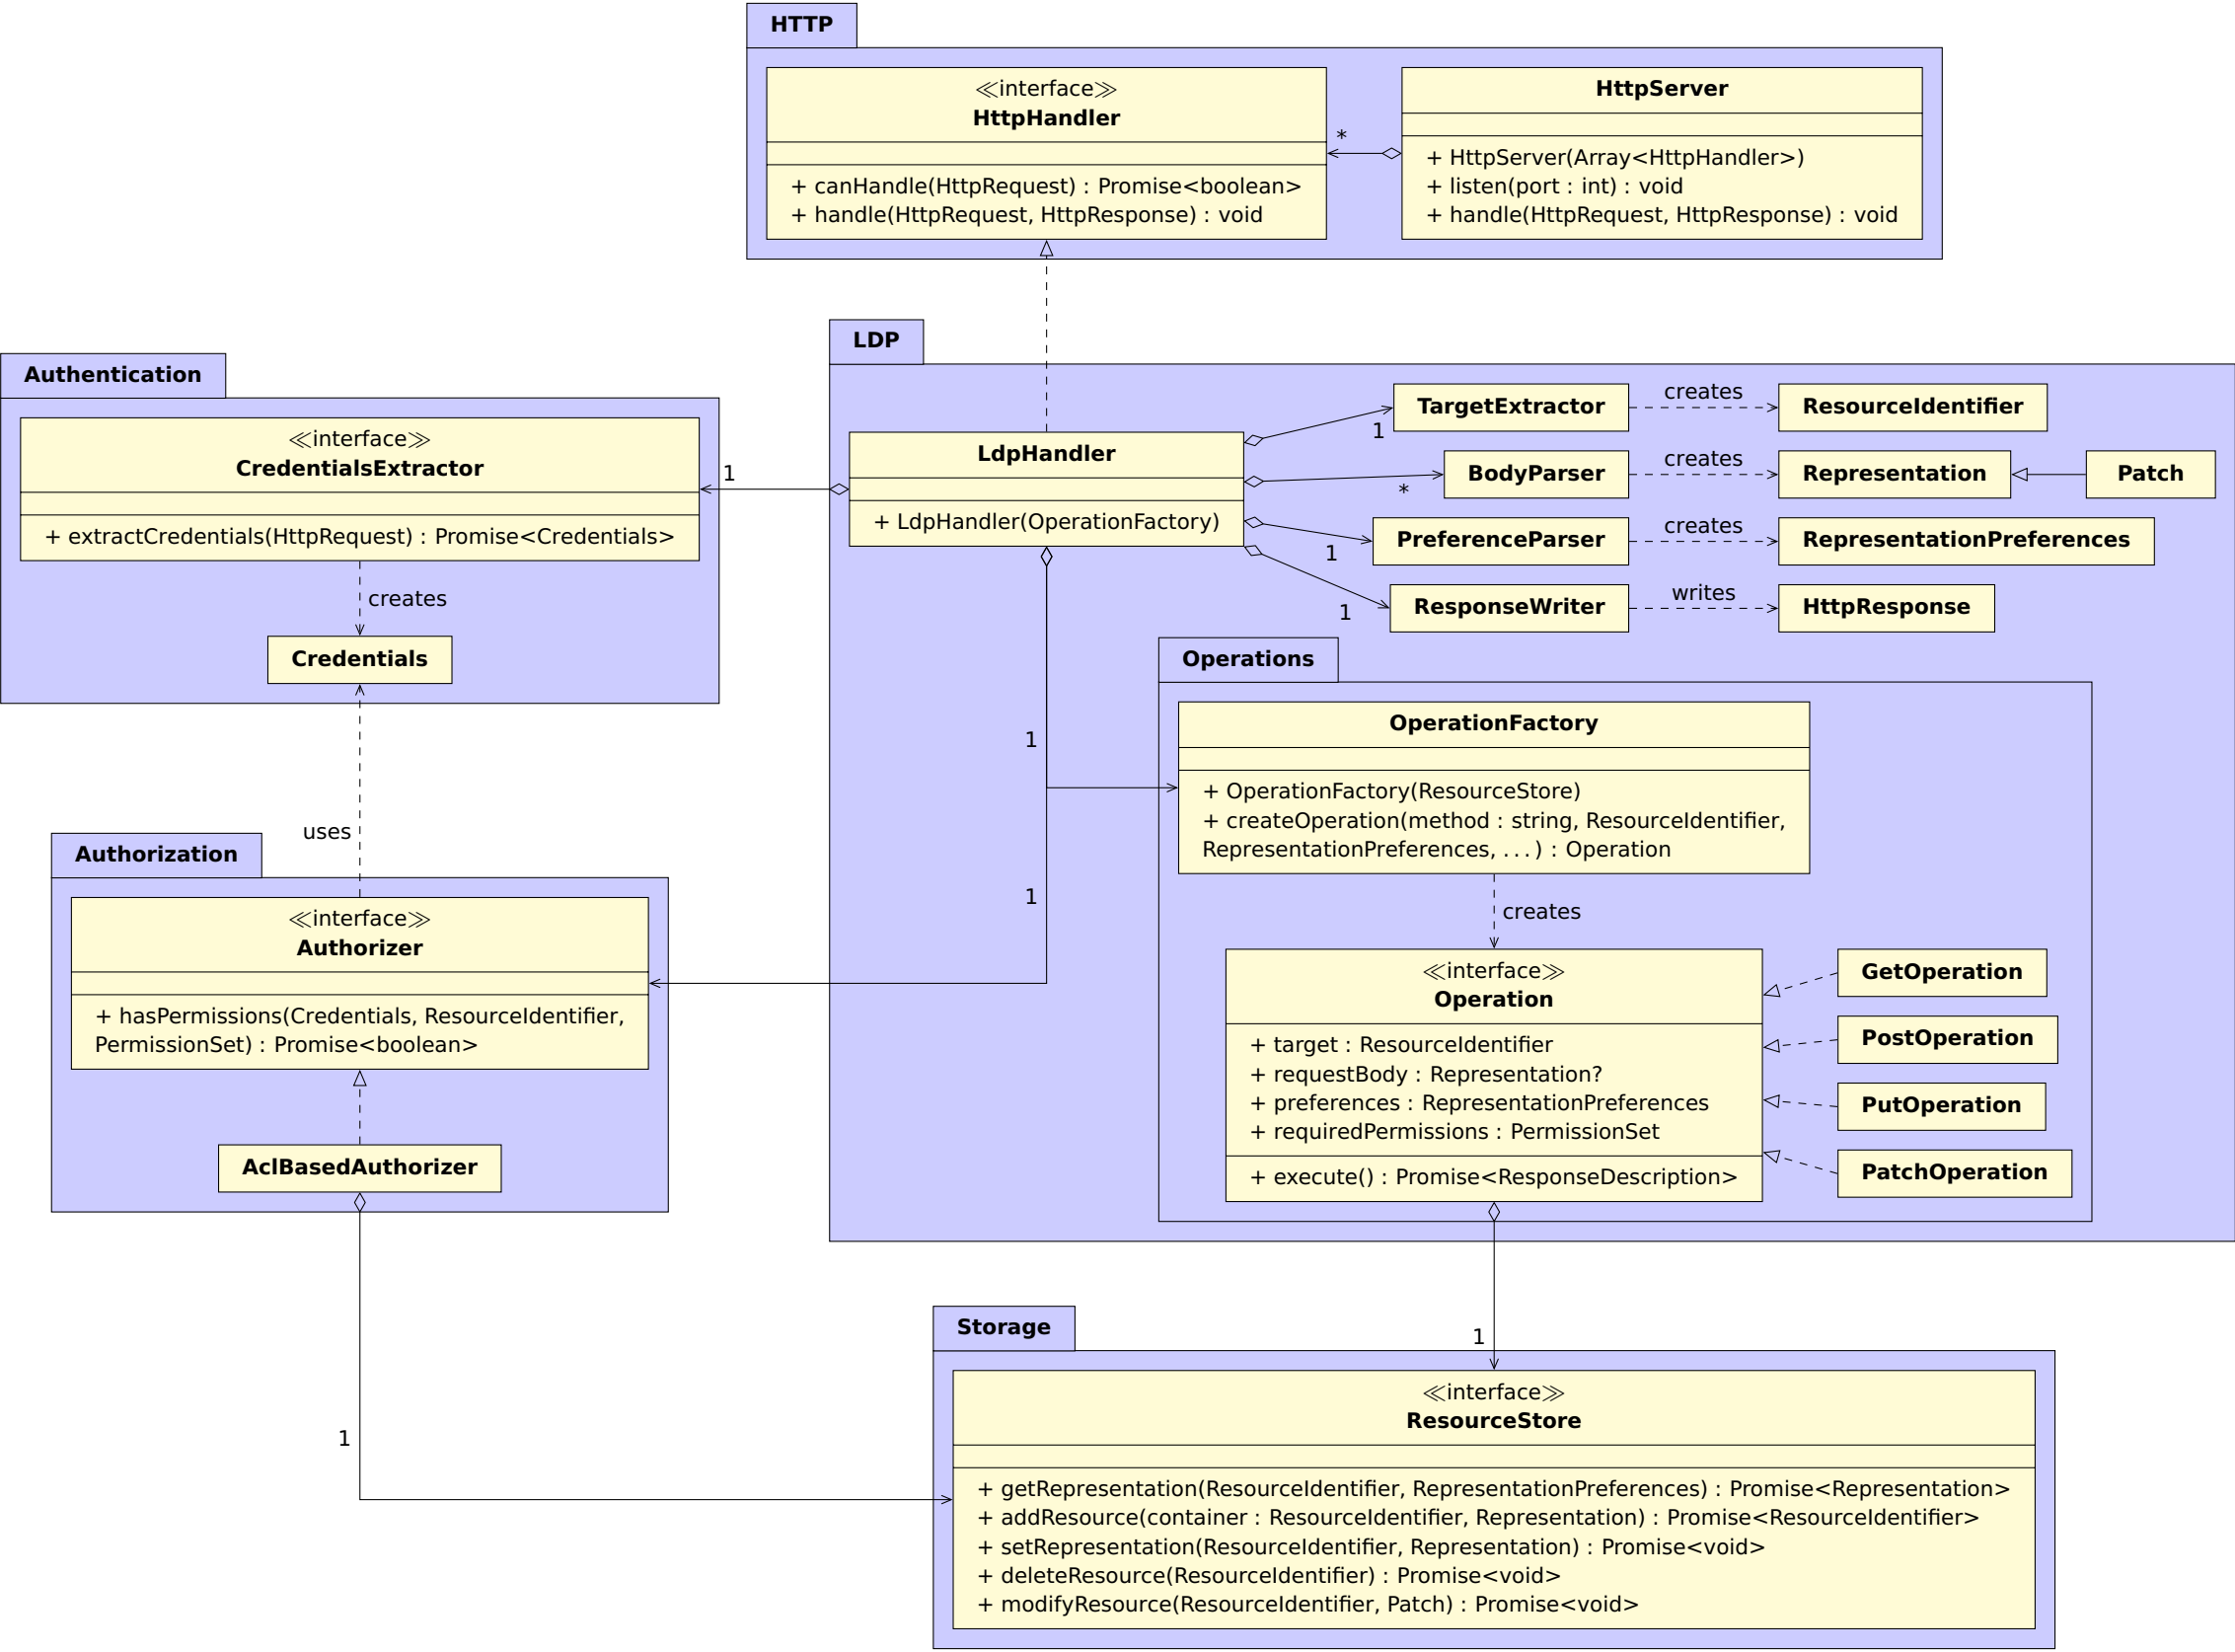 HTTP
≪interface≫
HttpHandler
+ canHandle(HttpRequest) : Promise<boolean>
+ handle(HttpRequest, HttpResponse) : void
*
HttpServer
+ HttpServer(Array<HttpHandler>)
+ listen(port : int) : void
+ handle(HttpRequest, HttpResponse) : void
Authentication
≪interface≫
CredentialsExtractor
+ extractCredentials(HttpRequest) : Promise<Credentials>
creates
Credentials
1
LDP
LdpHandler
+ LdpHandler(OperationFactory)
1
TargetExtractor
creates
ResourceIdentifier
*
BodyParser
creates
Representation
Patch
1
PreferenceParser
creates
RepresentationPreferences
1
ResponseWriter
writes
HttpResponse
1
1
Operations
OperationFactory
+ OperationFactory(ResourceStore)
+ createOperation(method : string, ResourceIdentifier,
RepresentationPreferences, ...) : Operation
creates
≪interface≫
Operation
+ target : ResourceIdentifier
+ requestBody : Representation?
+ preferences : RepresentationPreferences
+ requiredPermissions : PermissionSet
+ execute() : Promise<ResponseDescription>
GetOperation
PostOperation
PutOperation
PatchOperation
uses
Authorization
≪interface≫
Authorizer
+ hasPermissions(Credentials, ResourceIdentifier,
PermissionSet) : Promise<boolean>
AclBasedAuthorizer
1
1
Storage
≪interface≫
ResourceStore
+ getRepresentation(ResourceIdentifier, RepresentationPreferences) : Promise<Representation>
+ addResource(container : ResourceIdentifier, Representation) : Promise<ResourceIdentifier>
+ setRepresentation(ResourceIdentifier, Representation) : Promise<void>
+ deleteResource(ResourceIdentifier) : Promise<void>
+ modifyResource(ResourceIdentifier, Patch) : Promise<void>